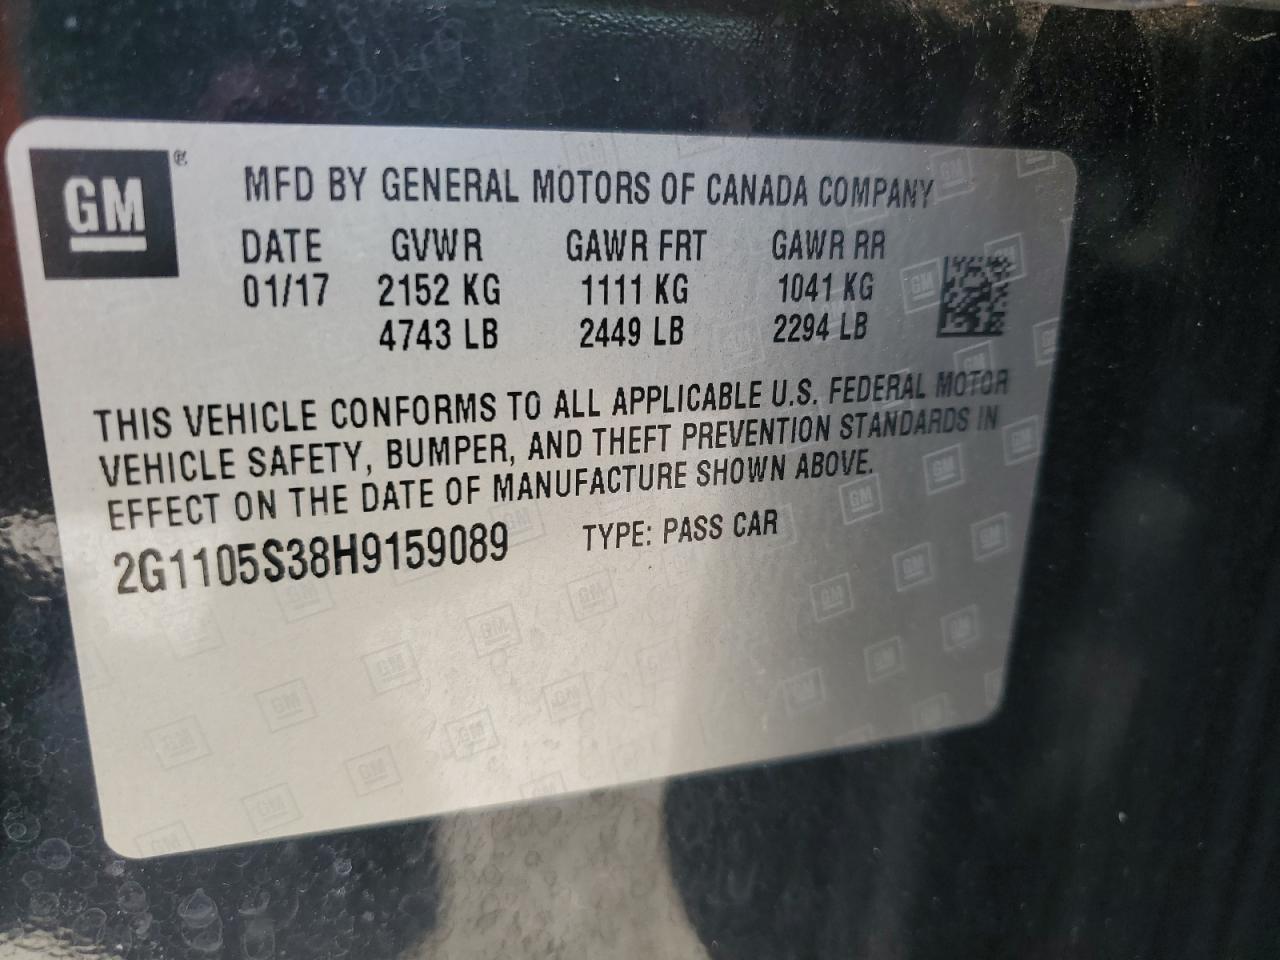 GM ®
MFD BY GENERAL MOTORS OF CANADA COMPANY
DATE GVWR GAWR FRT GAWR RR
01/17 2152 KG 1111 KG 1041 KG
4743 LB 2449 LB 2294 LB
THIS VEHICLE CONFORMS TO ALL APPLICABLE U.S. FEDERAL MOTOR
VEHICLE SAFETY, BUMPER, AND THEFT PREVENTION STANDARDS IN
EFFECT ON THE DATE OF MANUFACTURE SHOWN ABOVE.
2G1105S38H9159089 TYPE: PASS CAR